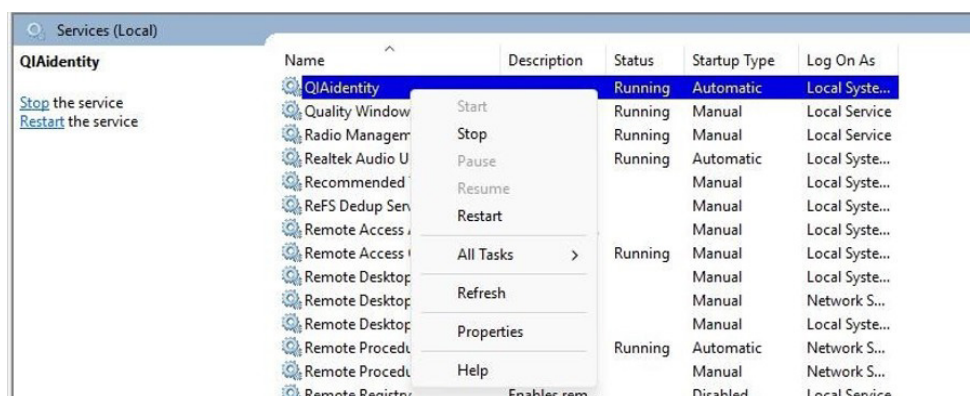 Services (Local)
QIAidentity
Stop the service
Restart the service
Name Description Status Startup Type Log On As
QIAidentity Running Automatic Local Syste...
Quality Window Running Manual Local Service
Radio Managem Running Manual Local Service
Realtek Audio U Running Automatic Local Syste...
Recommended Manual Local Syste...
ReFS Dedup Serv Manual Local Syste...
Remote Access Manual Local Syste...
Remote Access Running Manual Local Syste...
Remote Desktop Manual Local Syste...
Remote Desktop Manual Network S...
Remote Desktop Manual Local Syste...
Remote Procedu Running Automatic Network S...
Remote Procedu Manual Network S...
Remote Registry Enables rem Disabled Local Service
Start
Stop
Pause
Resume
Restart
All Tasks >
Refresh
Properties
Help